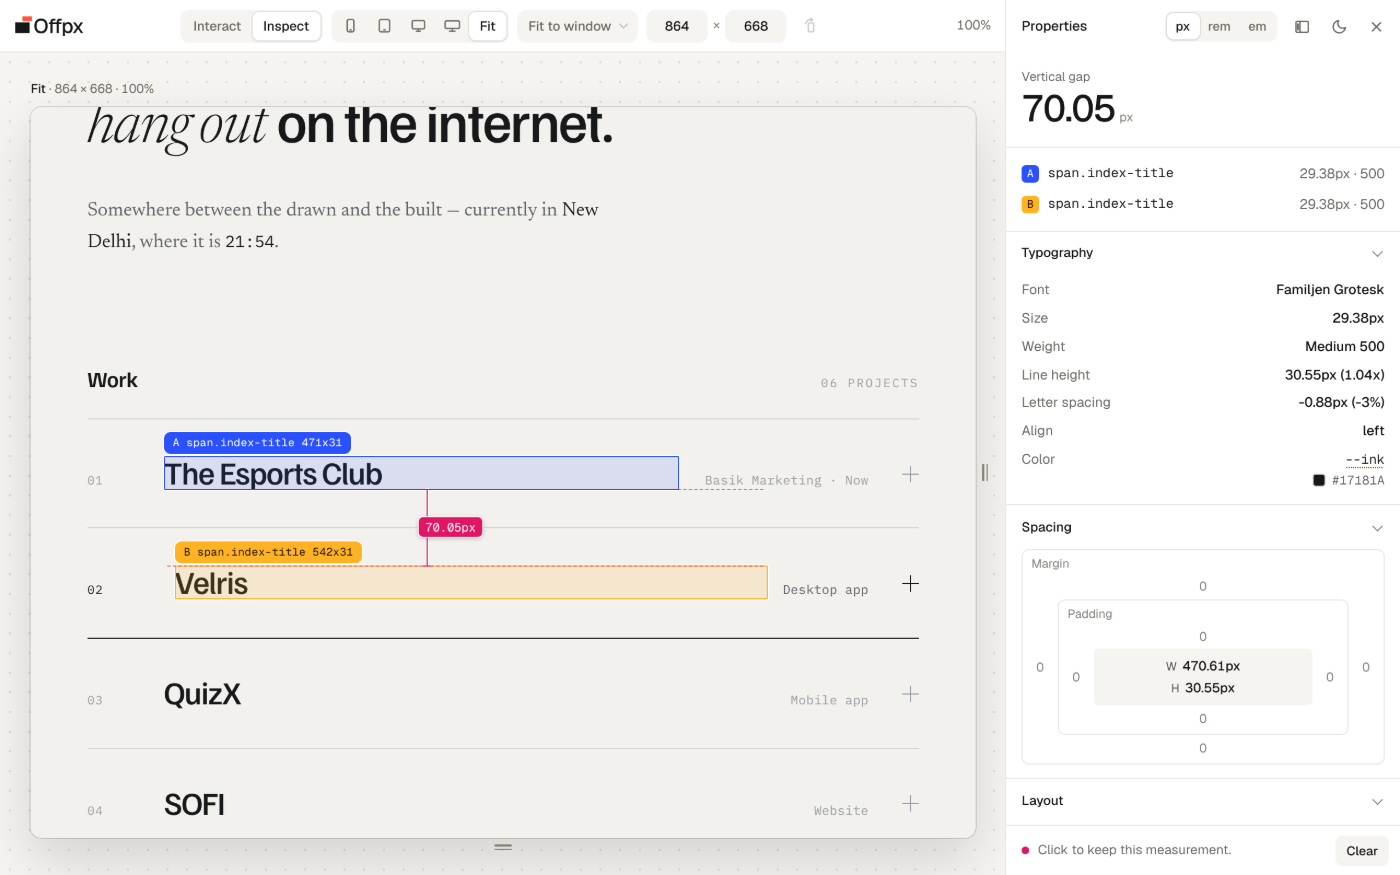 Offpx
Interact Inspect Fit Fit to window 864 × 668 100%
Fit · 864 × 668 · 100%
hang out on the internet.
Somewhere between the drawn and the built — currently in New
Delhi, where it is 21:54.
Work 06 PROJECTS
A span.index-title 471x31
01 The Esports Club Basik Marketing · Now
70.05px
B span.index-title 542x31
02 Velris Desktop app
03 QuizX Mobile app
04 SOFI Website
Properties px rem em
Vertical gap
70.05 px
A span.index-title 29.38px · 500
B span.index-title 29.38px · 500
Typography
Font Familjen Grotesk
Size 29.38px
Weight Medium 500
Line height 30.55px (1.04x)
Letter spacing -0.88px (-3%)
Align left
Color --ink
#17181A
Spacing
Margin
0
Padding
0
0 0 W 470.61px 0 0
H 30.55px
0
0
Layout
Click to keep this measurement. Clear